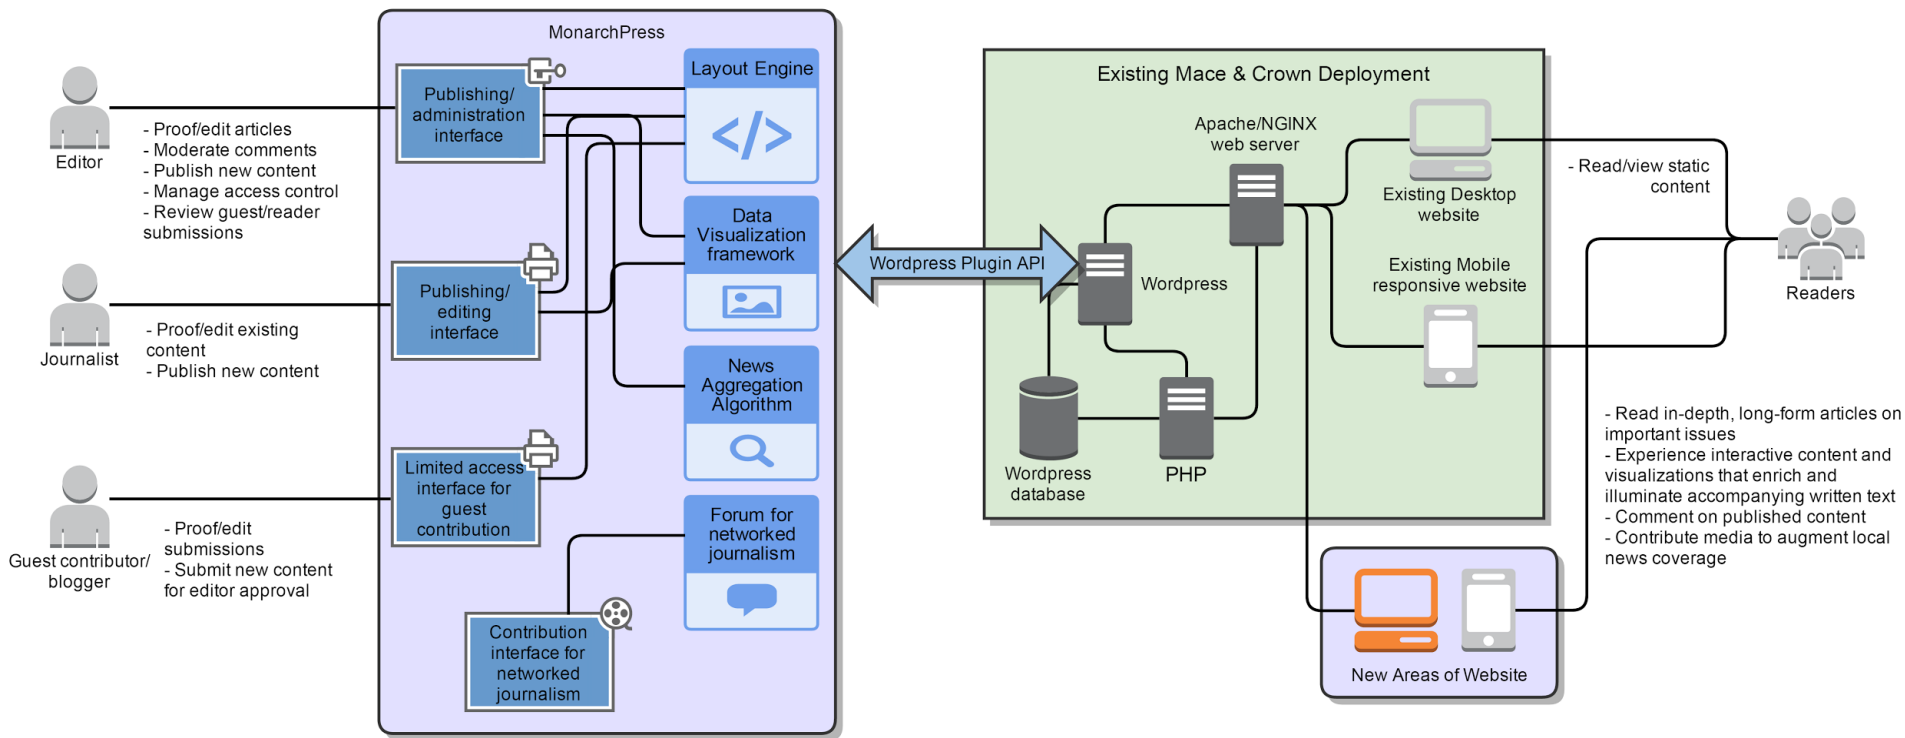 MonarchPress
Publishing/
administration
interface
Layout Engine
Editor
- Proof/edit articles
- Moderate comments
- Publish new content
- Manage access control
- Review guest/reader
submissions
Data
Visualization
framework
Publishing/
editing
interface
Journalist
- Proof/edit existing
content
- Publish new content
News
Aggregation
Algorithm
Limited access
interface for
guest
contribution
Guest contributor/
blogger
- Proof/edit
submissions
- Submit new content
for editor approval
Forum for
networked
journalism
Contribution
interface for
networked
journalism
Wordpress Plugin API
Existing Mace & Crown Deployment
Apache/NGINX
web server
Existing Desktop
website
Wordpress
Existing Mobile
responsive website
Wordpress
database
PHP
- Read/view static
content
Readers
- Read in-depth, long-form articles on
important issues
- Experience interactive content and
visualizations that enrich and
illuminate accompanying written text
- Comment on published content
- Contribute media to augment local
news coverage
New Areas of Website